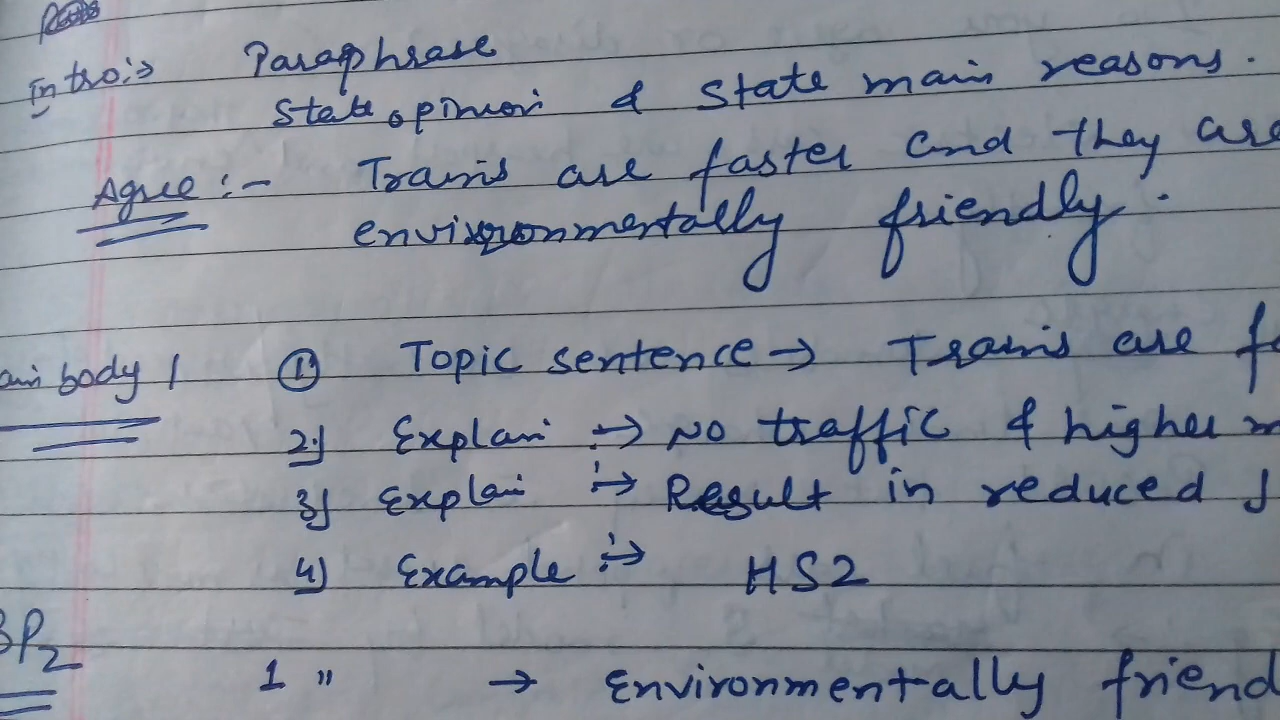 Intro:→ Paraphrase
State opinion & State main reasons.
Agree :- Trains are faster and they are
environmentally friendly.
ain body 1 ① Topic sentence → Trains are fa
2) Explain :→ No traffic & higher m
3) Explain :→ Result in reduced J
4) Example :→ HS2
BP2 1 " → Environmentally friend